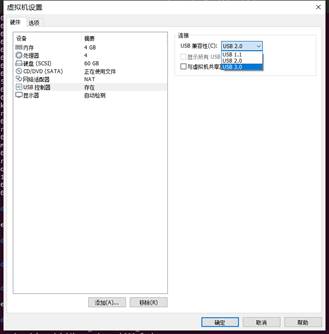 虚拟机设置
硬件 选项
设备 摘要
内存 4 GB
处理器 4
硬盘 (SCSI) 60 GB
CD/DVD (SATA) 正在使用文件
网络适配器 NAT
USB 控制器 存在
显示器 自动检测
连接
USB 兼容性(C): USB 2.0
USB 1.1
显示所有 USB
USB 2.0
与虚拟机共享
USB 3.0
添加(A)... 移除(R)
确定 取消 帮助